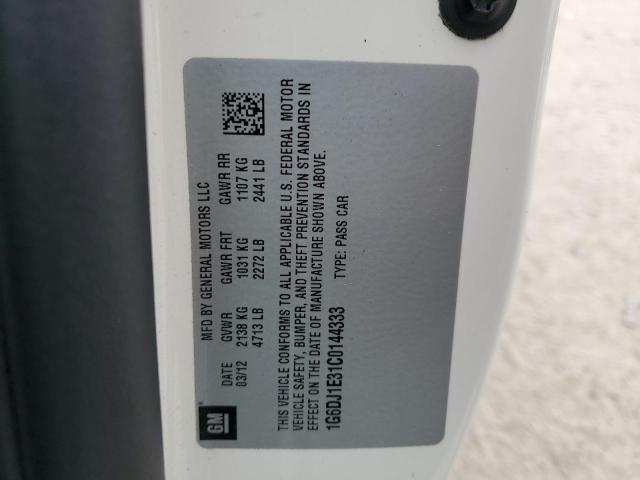 GM
MFD BY GENERAL MOTORS LLC
DATE GVWR GAWR FRT GAWR RR
03/12 2138 KG 1031 KG 1107 KG
4713 LB 2272 LB 2441 LB
THIS VEHICLE CONFORMS TO ALL APPLICABLE U.S. FEDERAL MOTOR
VEHICLE SAFETY, BUMPER, AND THEFT PREVENTION STANDARDS IN
EFFECT ON THE DATE OF MANUFACTURE SHOWN ABOVE.
1G6DJ1E31C0144333 TYPE: PASS CAR